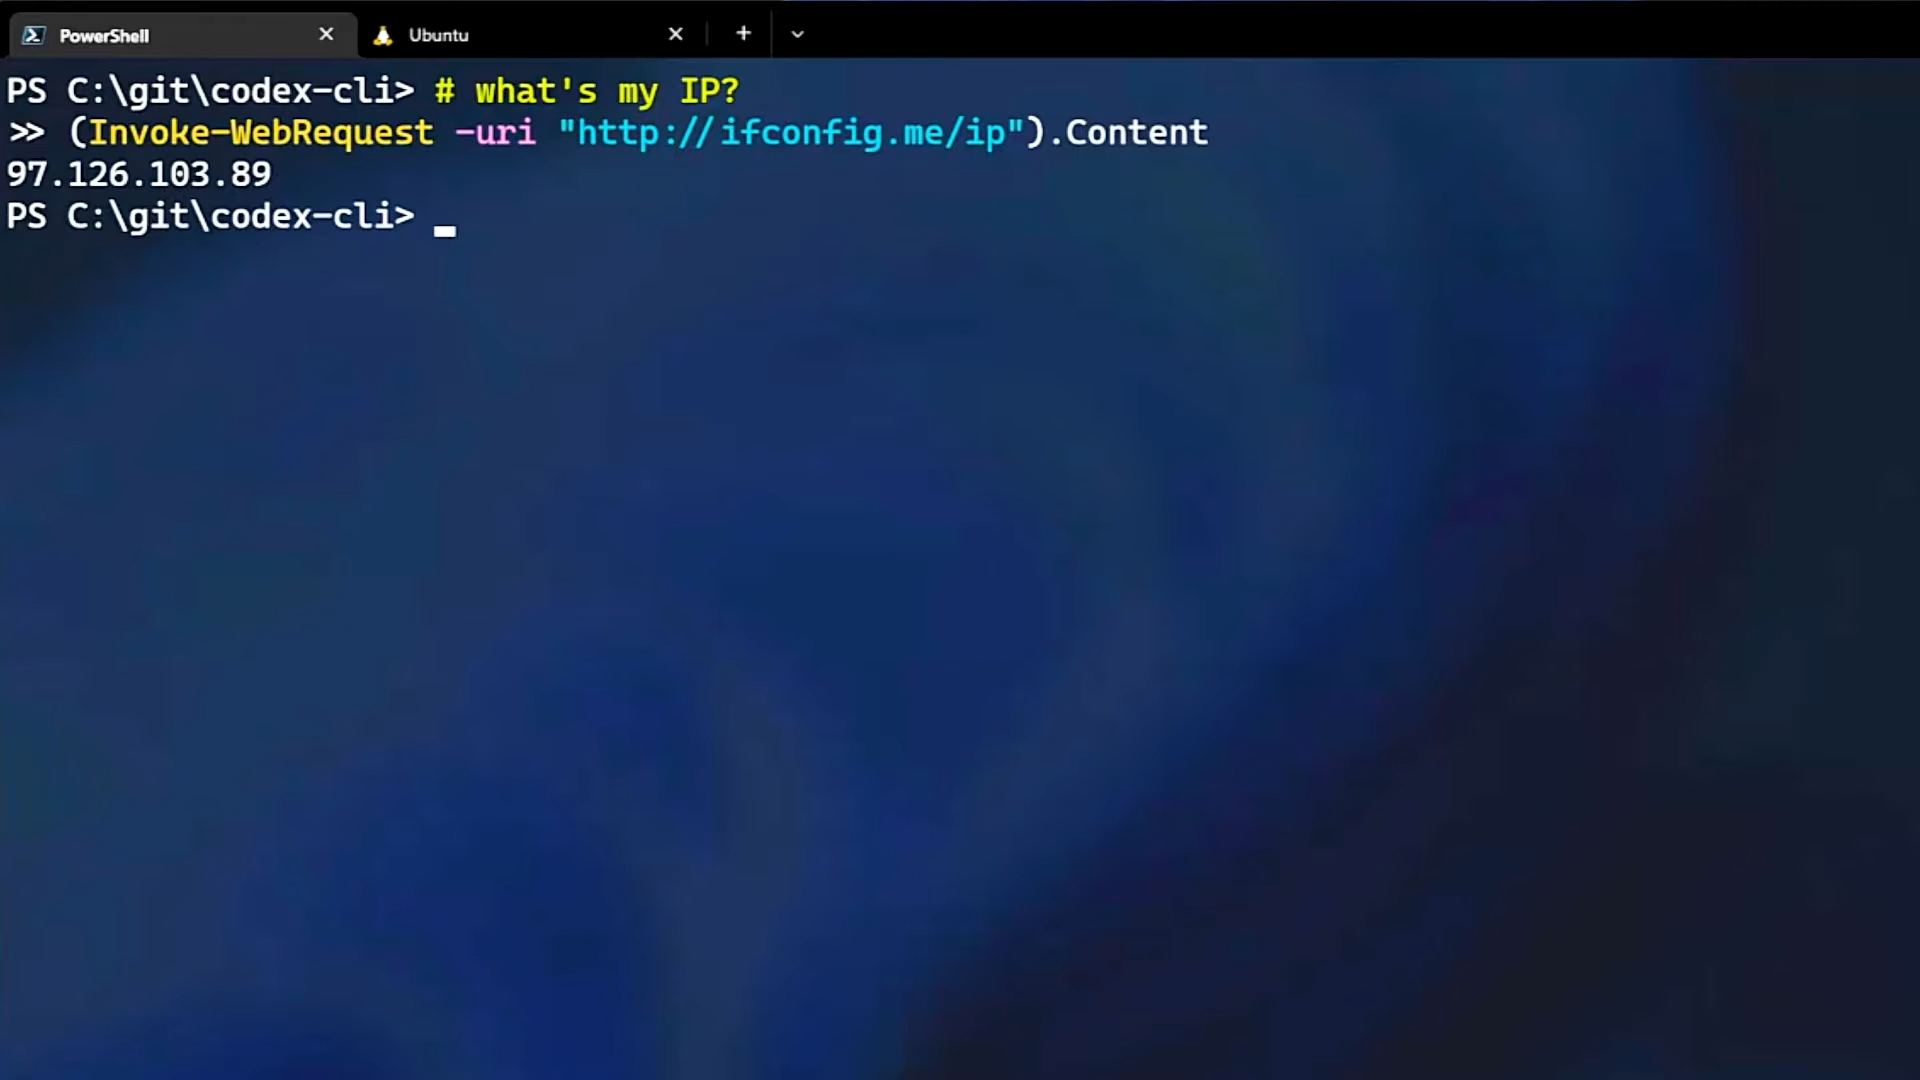 PowerShell Ubuntu
PS C:\git\codex-cli> # what's my IP?
>> (Invoke-WebRequest -uri "http://ifconfig.me/ip").Content
97.126.103.89
PS C:\git\codex-cli> _